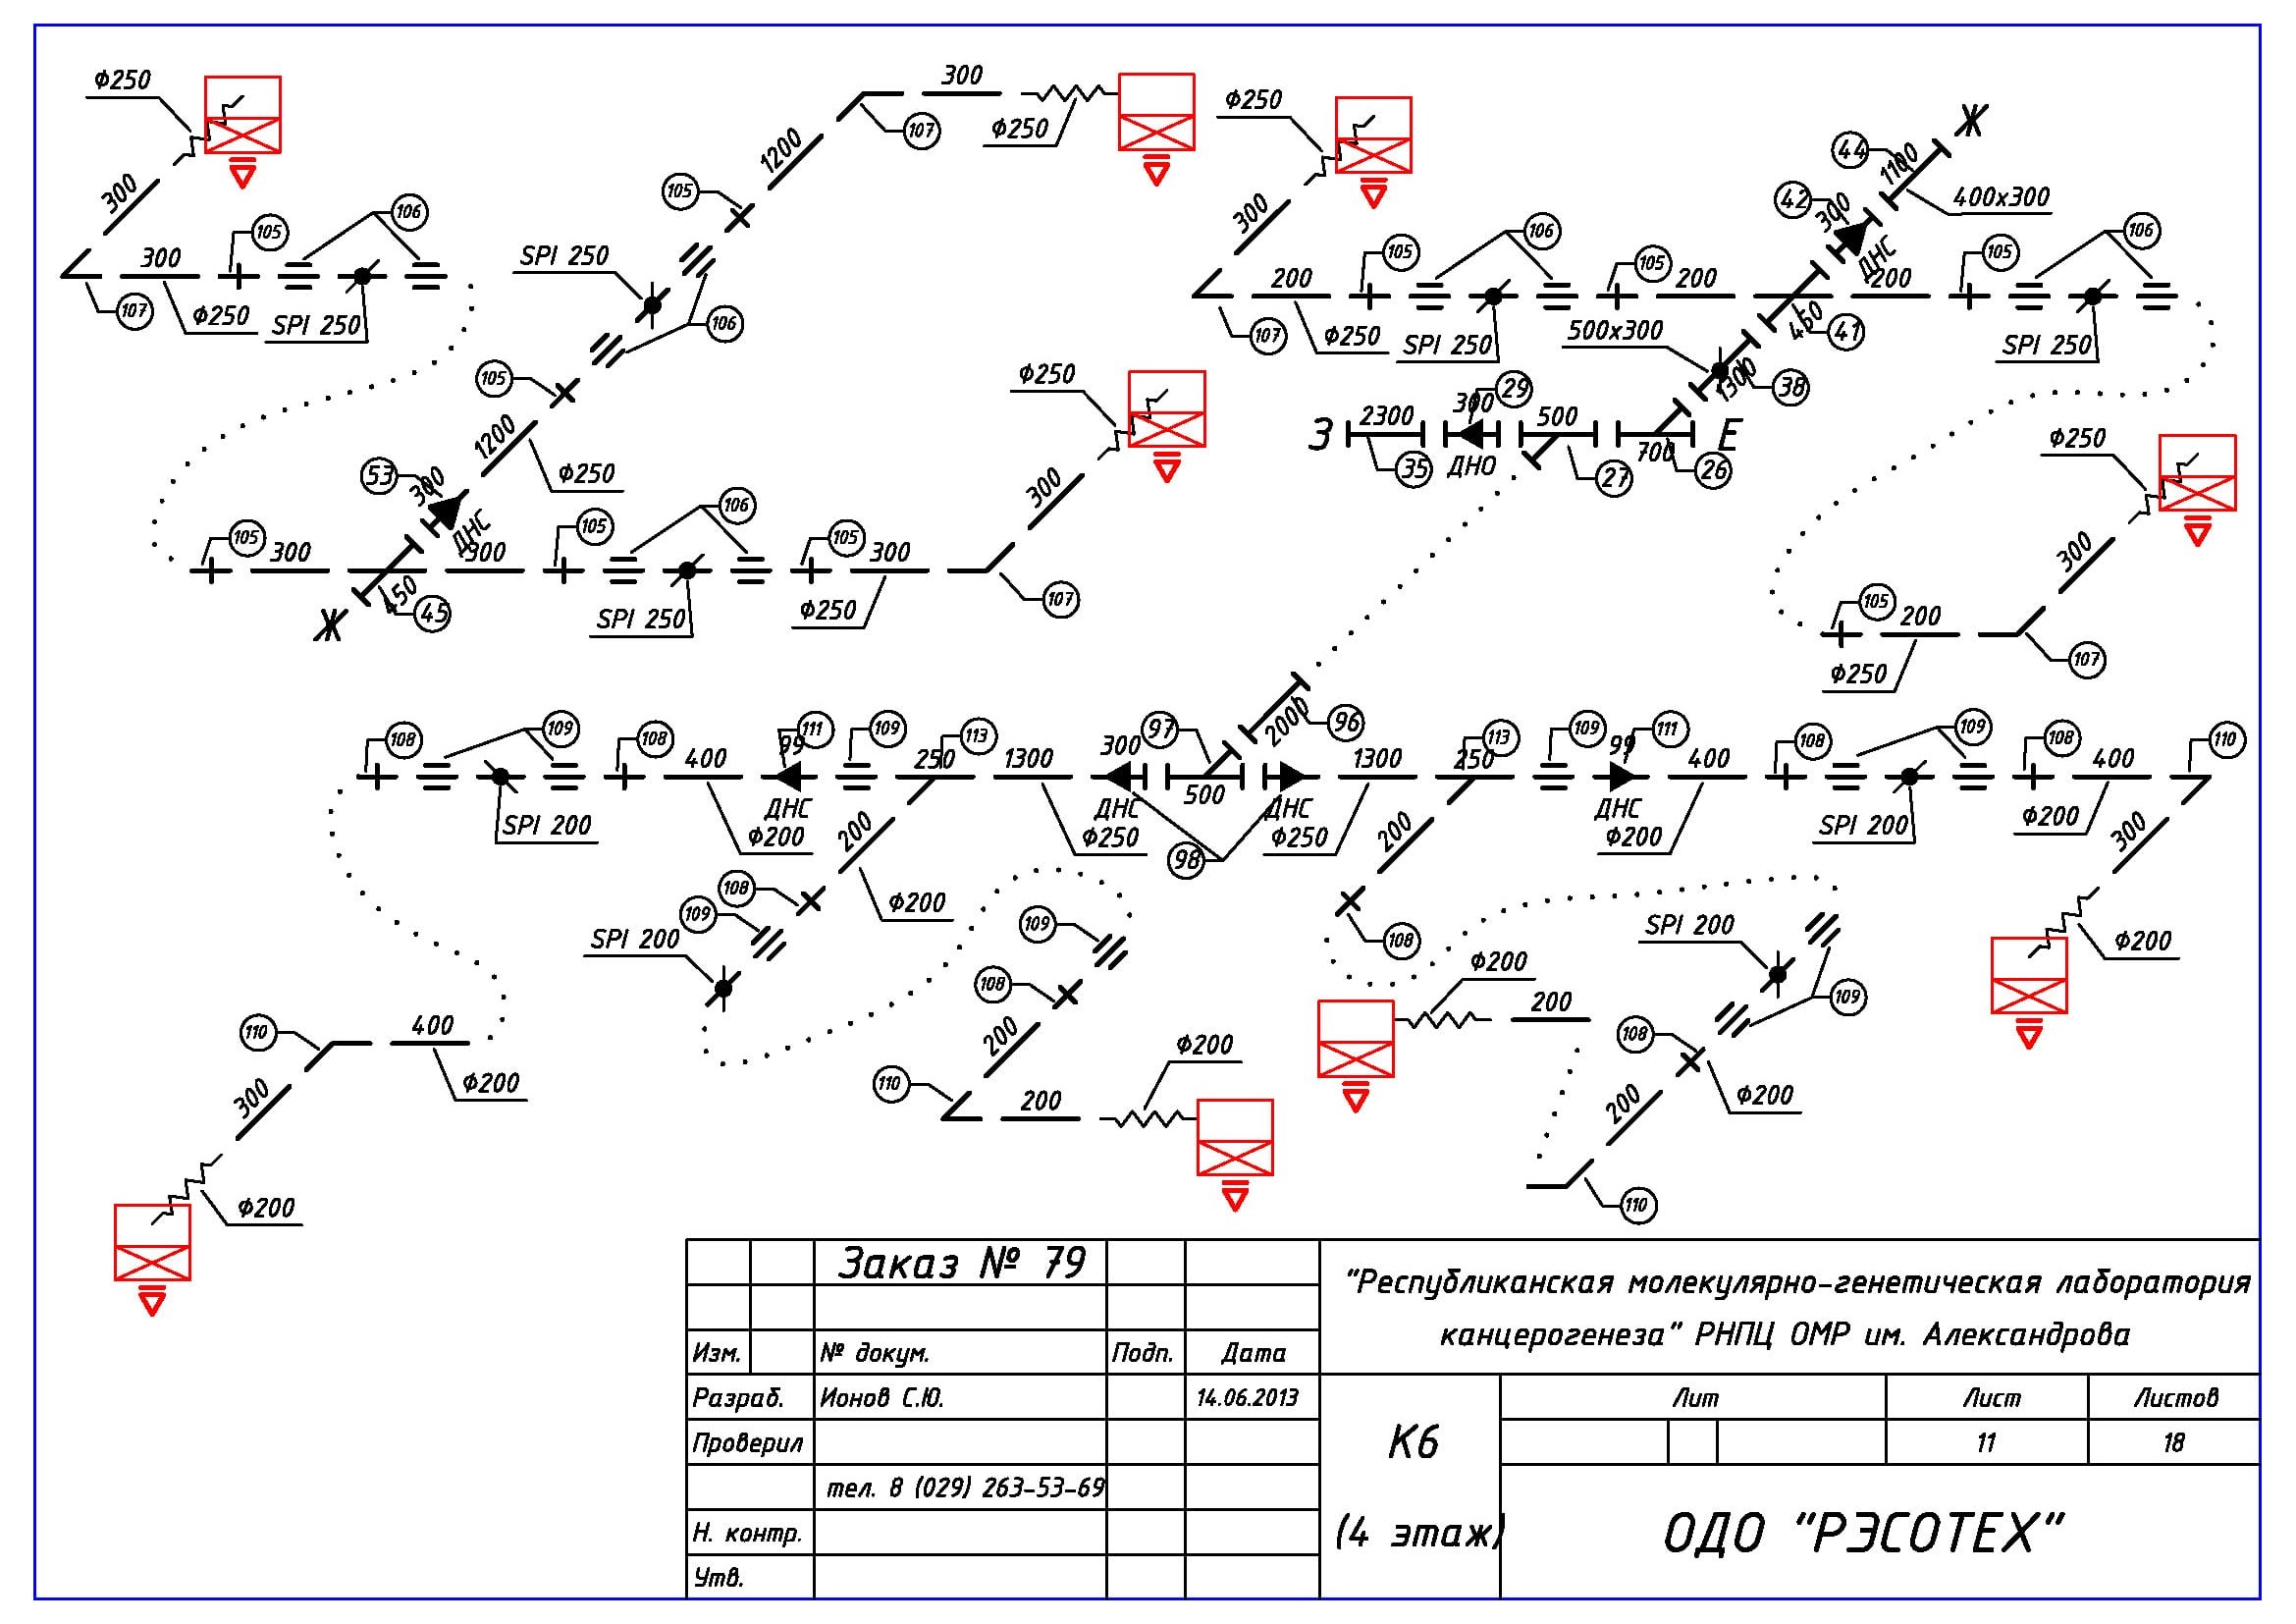 Ф250
300
107
300
Ф250
105
106
SPI 250
SPI 250
105
1200
107
300
Ф250
106
105
1200
Ф250
53
300
ДНС
105
300
Ж
450
45
300
105
106
SPI 250
105
300
Ф250
107
300
Ф250
Ф250
300
107
200
Ф250
105
106
SPI 250
105
200
Ж
44
1100
400х300
42
300
ДНС
200
105
106
SPI 250
450
41
500х300
1300
38
З
2300
35
300
29
ДНО
500
27
700
26
Е
Ф250
300
107
105
200
Ф250
108
109
SPI 200
108
400
Ф200
99
111
ДНС
109
250
113
1300
Ф250
300
ДНС
97
500
2000
96
98
ДНС
Ф250
1300
250
113
109
99
111
ДНС
Ф200
400
108
109
SPI 200
108
400
Ф200
110
300
Ф200
200
Ф200
108
109
SPI 200
109
108
200
110
200
Ф200
200
108
Ф200
200
SPI 200
109
108
Ф200
200
110
110
400
Ф200
300
Ф200
Заказ № 79
Изм.
№ докум.
Подп.
Дата
Разраб.
Ионов С.Ю.
14.06.2013
Проверил
тел. 8 (029) 263-53-69
Н. контр.
Утв.
"Республиканская молекулярно-генетическая лаборатория
канцерогенеза" РНПЦ ОМР им. Александрова
К6
(4 этаж)
Лит
Лист
Листов
11
18
ОДО "РЭСОТЕХ"